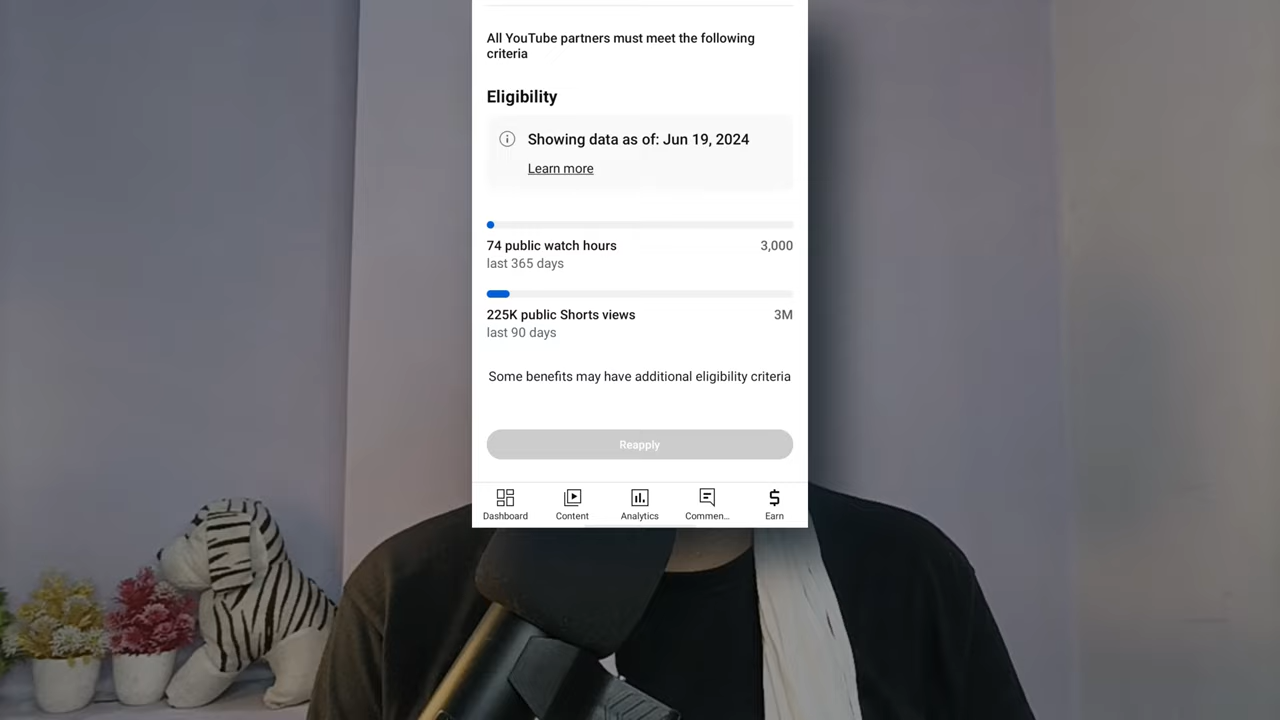 All YouTube partners must meet the following
criteria
Eligibility
Showing data as of: Jun 19, 2024
Learn more
74 public watch hours 3,000
last 365 days
225K public Shorts views 3M
last 90 days
Some benefits may have additional eligibility criteria
Reapply
Dashboard Content Analytics Commen... Earn